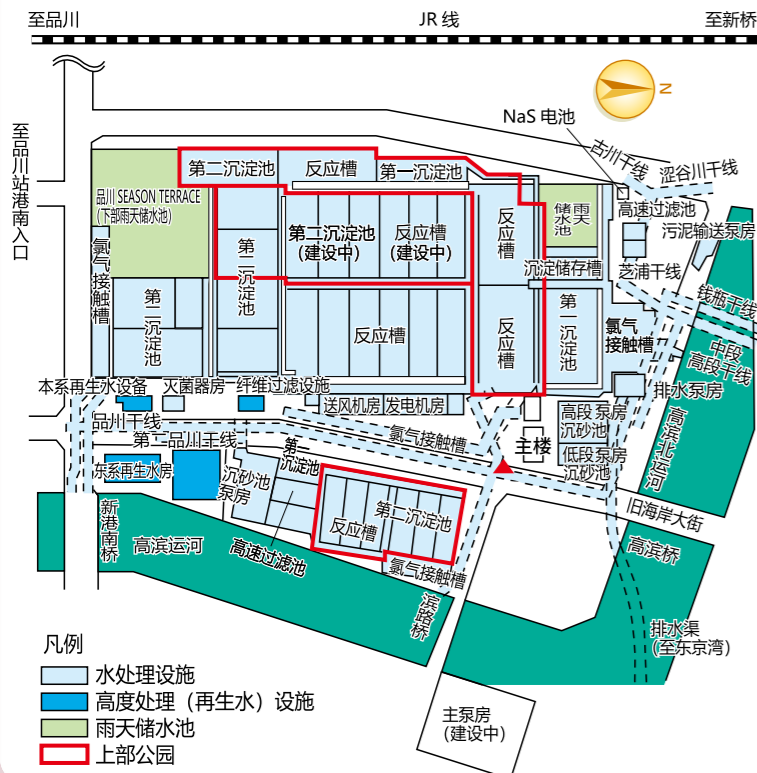 至品川
JR 线
至新桥
N
NaS 电池
至品川站港南入口
古川干线
涩谷川干线
第二沉淀池
反应槽
第一沉淀池
品川 SEASON TERRACE
(下部雨天储水池)
高速过滤池
雨天
储水池
反应槽
污泥输送泵房
第二沉淀池
(建设中)
反应槽
(建设中)
氯气接触槽
第二沉淀池
沉淀储存槽
芝浦干线
第一沉淀池
线瓶干线
反应槽
反应槽
第一沉淀池
氯气
接触槽
中段
高段干线
本系再生水设备
灭菌器房
纤维过滤设施
排水泵房
送风机房
发电机房
高段泵房
沉砂池
品川干线
氯气接触槽
主楼
高滨北运河
第二品川干线
第一沉淀池
低段泵房
沉砂池
东系再生水房
沉砂池
泵房
第二沉淀池
反应槽
旧海岸大街
新港南桥
高滨运河
高速过滤池
氯气接触槽
高滨桥
滨路桥
排水渠
(至东京湾)
凡例
水处理设施
高度处理（再生水）设施
雨天储水池
上部公园
主泵房
(建设中)